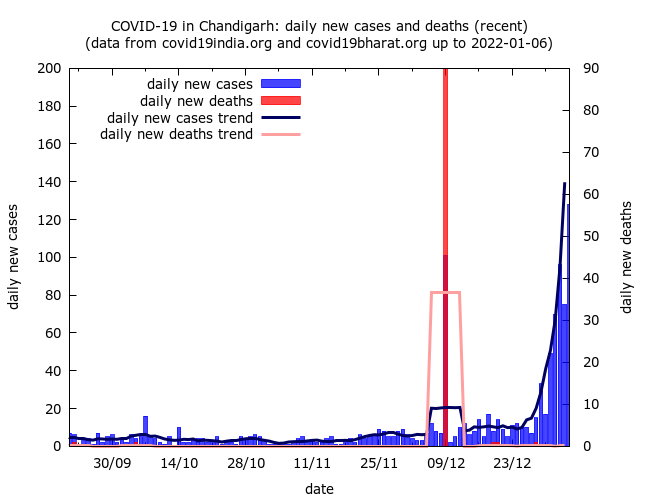 COVID-19 in Chandigarh: daily new cases and deaths (recent)
(data from covid19india.org and covid19bharat.org up to 2022-01-06)
daily new cases
daily new deaths
daily new cases trend
daily new deaths trend
200
180
160
140
120
100
80
60
40
20
0
daily new cases
90
80
70
60
50
40
30
20
10
0
daily new deaths
30/09 14/10 28/10 11/11 25/11 09/12 23/12
date